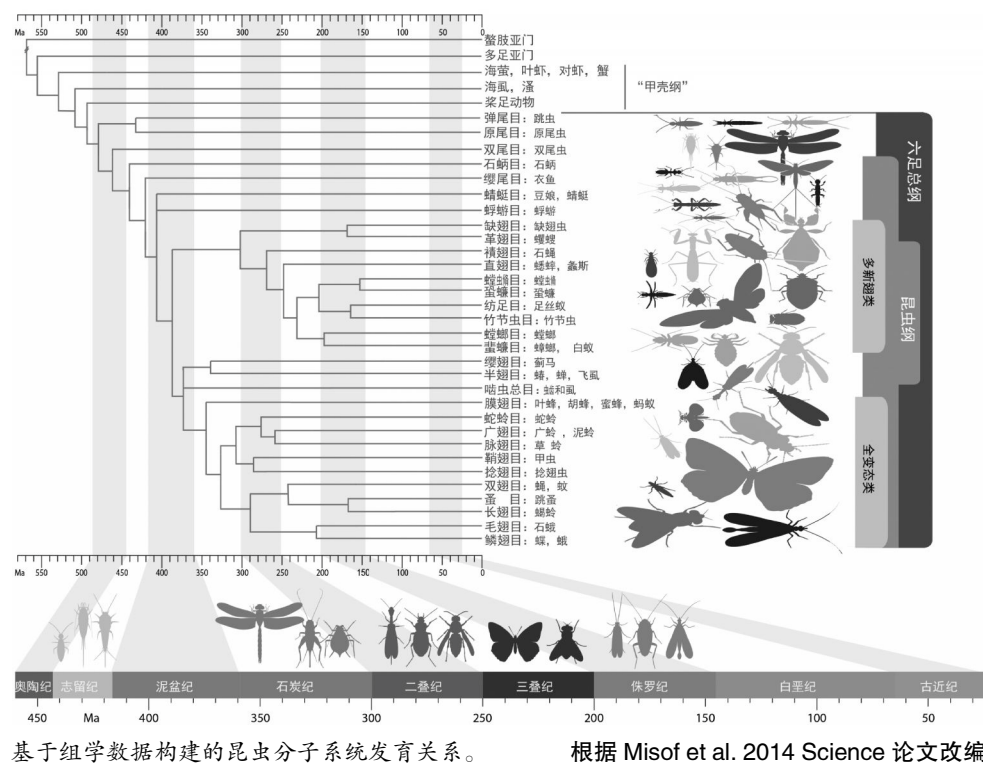 Ma 550 500 450 400 350 300 250 200 150 100 50 0
螯肢亚门
多足亚门
海萤，叶虾，对虾，蟹
海虱，溞
桨足动物
“甲壳纲”
弹尾目：跳虫
原尾目：原尾虫
双尾目：双尾虫
石蛃目：石蛃
缨尾目：衣鱼
蜻蜓目：豆娘，蜻蜓
蜉蝣目：蜉蝣
缺翅目：缺翅虫
革翅目：蠼螋
襀翅目：石蝇
直翅目：蟋蟀，螽斯
螳䗛目：螳䗛
蛩蠊目：蛩蠊
纺足目：足丝蚁
竹节虫目：竹节虫
螳螂目：螳螂
蜚蠊目：蟑螂，白蚁
缨翅目：蓟马
半翅目：蝽，蝉，飞虱
啮虫总目：和虱
膜翅目：叶蜂，胡蜂，蜜蜂，蚂蚁
蛇蛉目：蛇蛉
广翅目：广蛉，泥蛉
脉翅目：草 蛉
鞘翅目：甲虫
捻翅目：捻翅虫
双翅目：蝇，蚊
蚤　目：跳蚤
长翅目：蝎蛉
毛翅目：石蛾
鳞翅目：蝶，蛾
六足总纲
昆虫纲
多新翅类
全变态类
Ma 550 500 450 400 350 300 250 200 150 100 50 0
奥陶纪 志留纪 泥盆纪 石炭纪 二叠纪 三叠纪 侏罗纪 白垩纪 古近纪
450 Ma 400 350 300 250 200 150 100 50
基于组学数据构建的昆虫分子系统发育关系。 根据 Misof et al. 2014 Science 论文改编